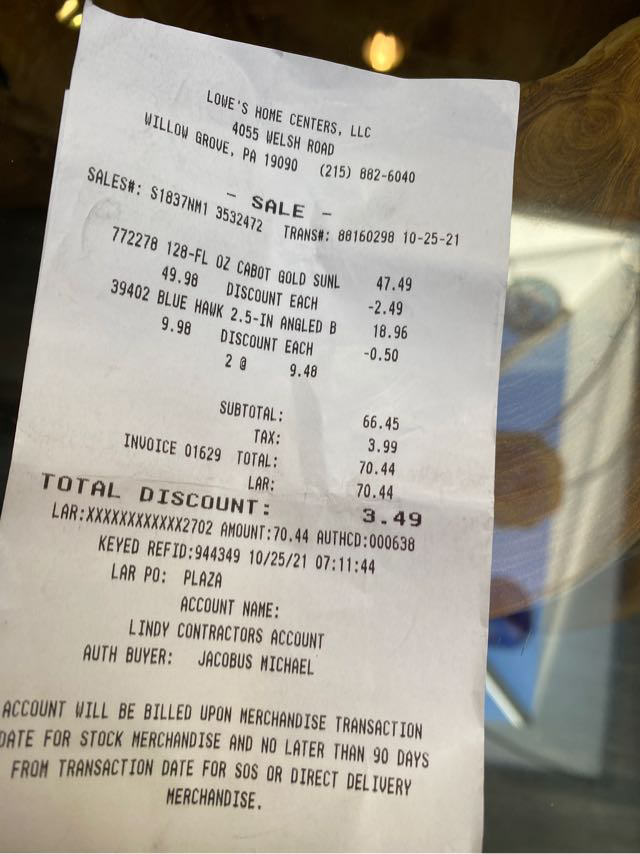 LOWE'S HOME CENTERS, LLC
4055 WELSH ROAD
WILLOW GROVE, PA 19090 (215) 882-6040
- SALE -
SALES#: S1837NM1 3532472 TRANS#: 88160298 10-25-21
772278 128-FL OZ CABOT GOLD SUNL 47.49
49.98 DISCOUNT EACH -2.49
39402 BLUE HAWK 2.5-IN ANGLED B 18.96
9.98 DISCOUNT EACH -0.50
2 @ 9.48
SUBTOTAL: 66.45
TAX: 3.99
INVOICE 01629 TOTAL: 70.44
LAR: 70.44
TOTAL DISCOUNT: 3.49
LAR:XXXXXXXXXXXX2702 AMOUNT:70.44 AUTHCD:000638
KEYED REFID:944349 10/25/21 07:11:44
LAR PO: PLAZA
ACCOUNT NAME:
LINDY CONTRACTORS ACCOUNT
AUTH BUYER: JACOBUS MICHAEL
ACCOUNT WILL BE BILLED UPON MERCHANDISE TRANSACTION
DATE FOR STOCK MERCHANDISE AND NO LATER THAN 90 DAYS
FROM TRANSACTION DATE FOR SOS OR DIRECT DELIVERY
MERCHANDISE.